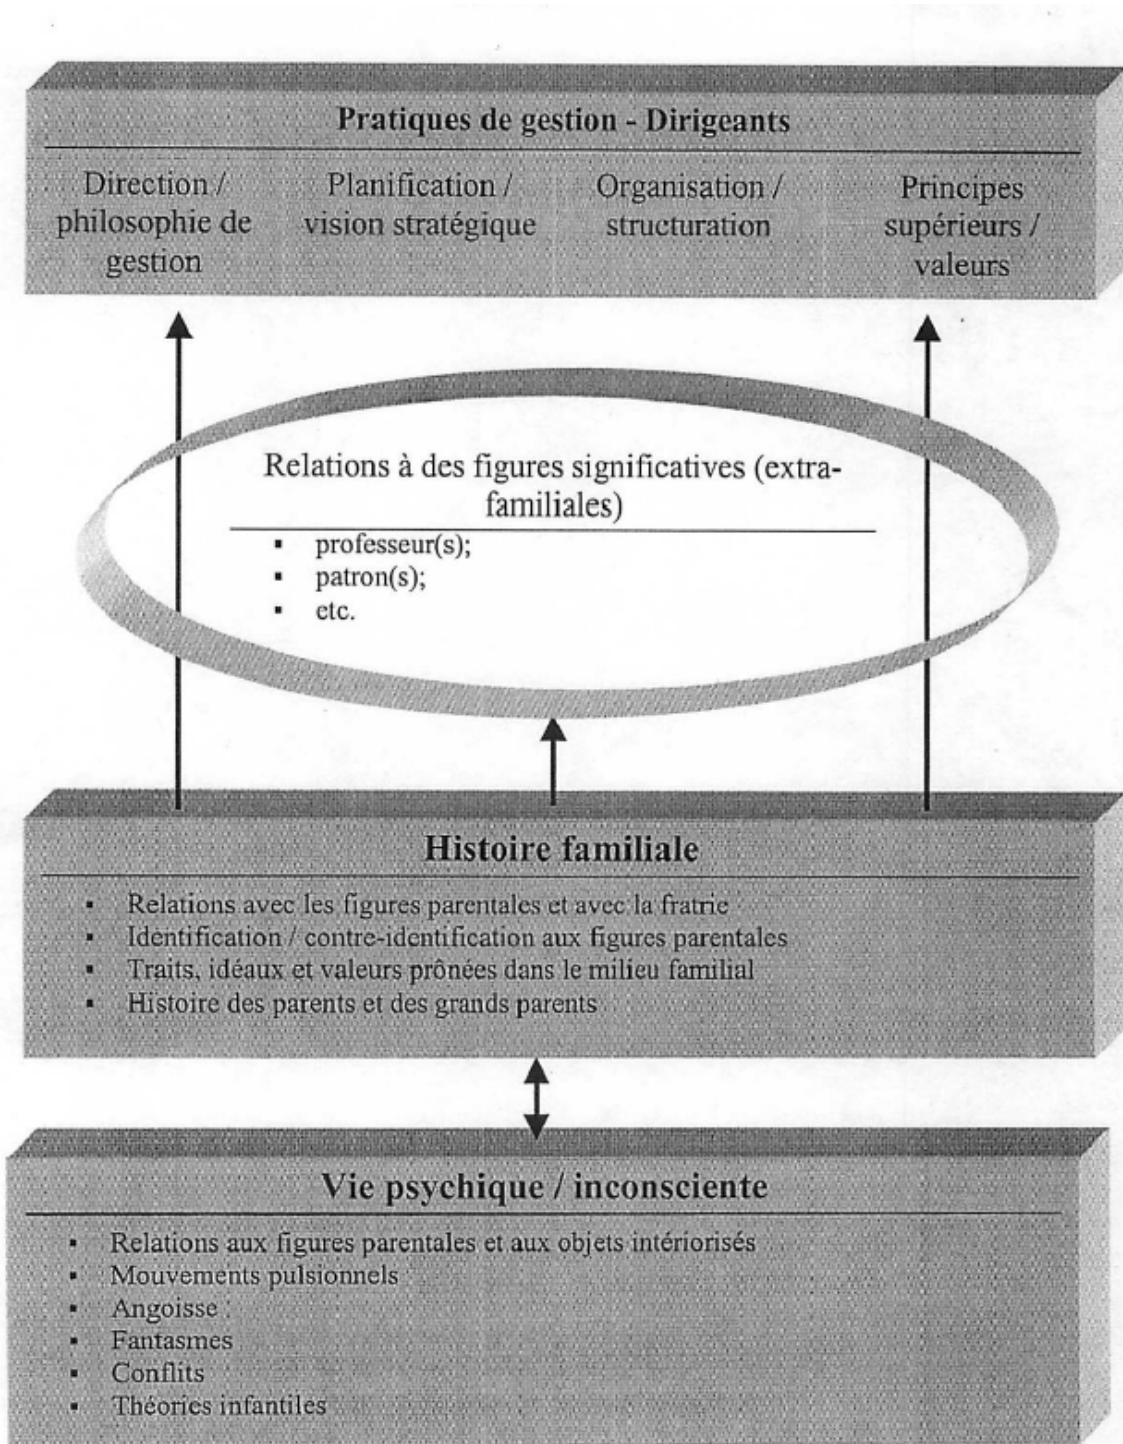 Pratiques de gestion - Dirigeants
Direction /
philosophie de
gestion
Planification /
vision stratégique
Organisation /
structuration
Principes
supérieurs /
valeurs
Relations à des figures significatives (extra-
familiales)
▪ professeur(s);
▪ patron(s);
▪ etc.
Histoire familiale
▪ Relations avec les figures parentales et avec la fratrie
▪ Identification / contre-identification aux figures parentales
▪ Traits, idéaux et valeurs prônées dans le milieu familial
▪ Histoire des parents et des grands parents
Vie psychique / inconsciente
▪ Relations aux figures parentales et aux objets intériorisés
▪ Mouvements pulsionnels
▪ Angoisse
▪ Fantasmes
▪ Conflits
▪ Théories infantiles